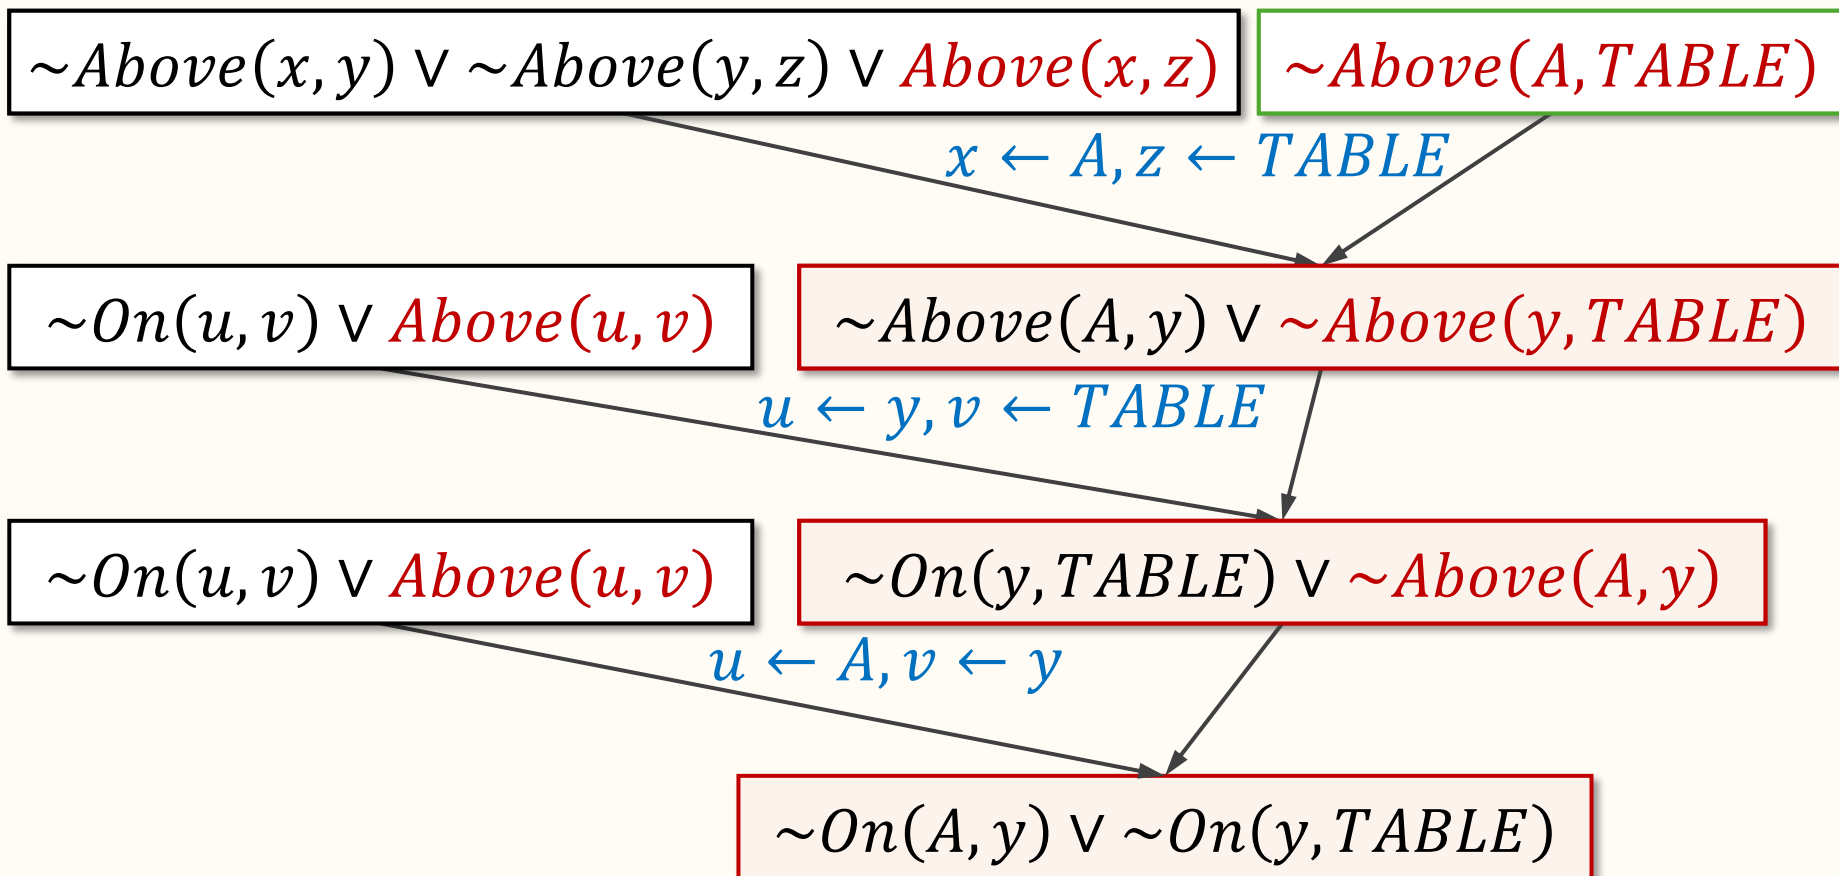 ~Above(x, y) ∨ ~Above(y, z) ∨ Above(x, z)
~Above(A, TABLE)
x ← A, z ← TABLE
~On(u, v) ∨ Above(u, v)
~Above(A, y) ∨ ~Above(y, TABLE)
u ← y, v ← TABLE
~On(u, v) ∨ Above(u, v)
~On(y, TABLE) ∨ ~Above(A, y)
u ← A, v ← y
~On(A, y) ∨ ~On(y, TABLE)